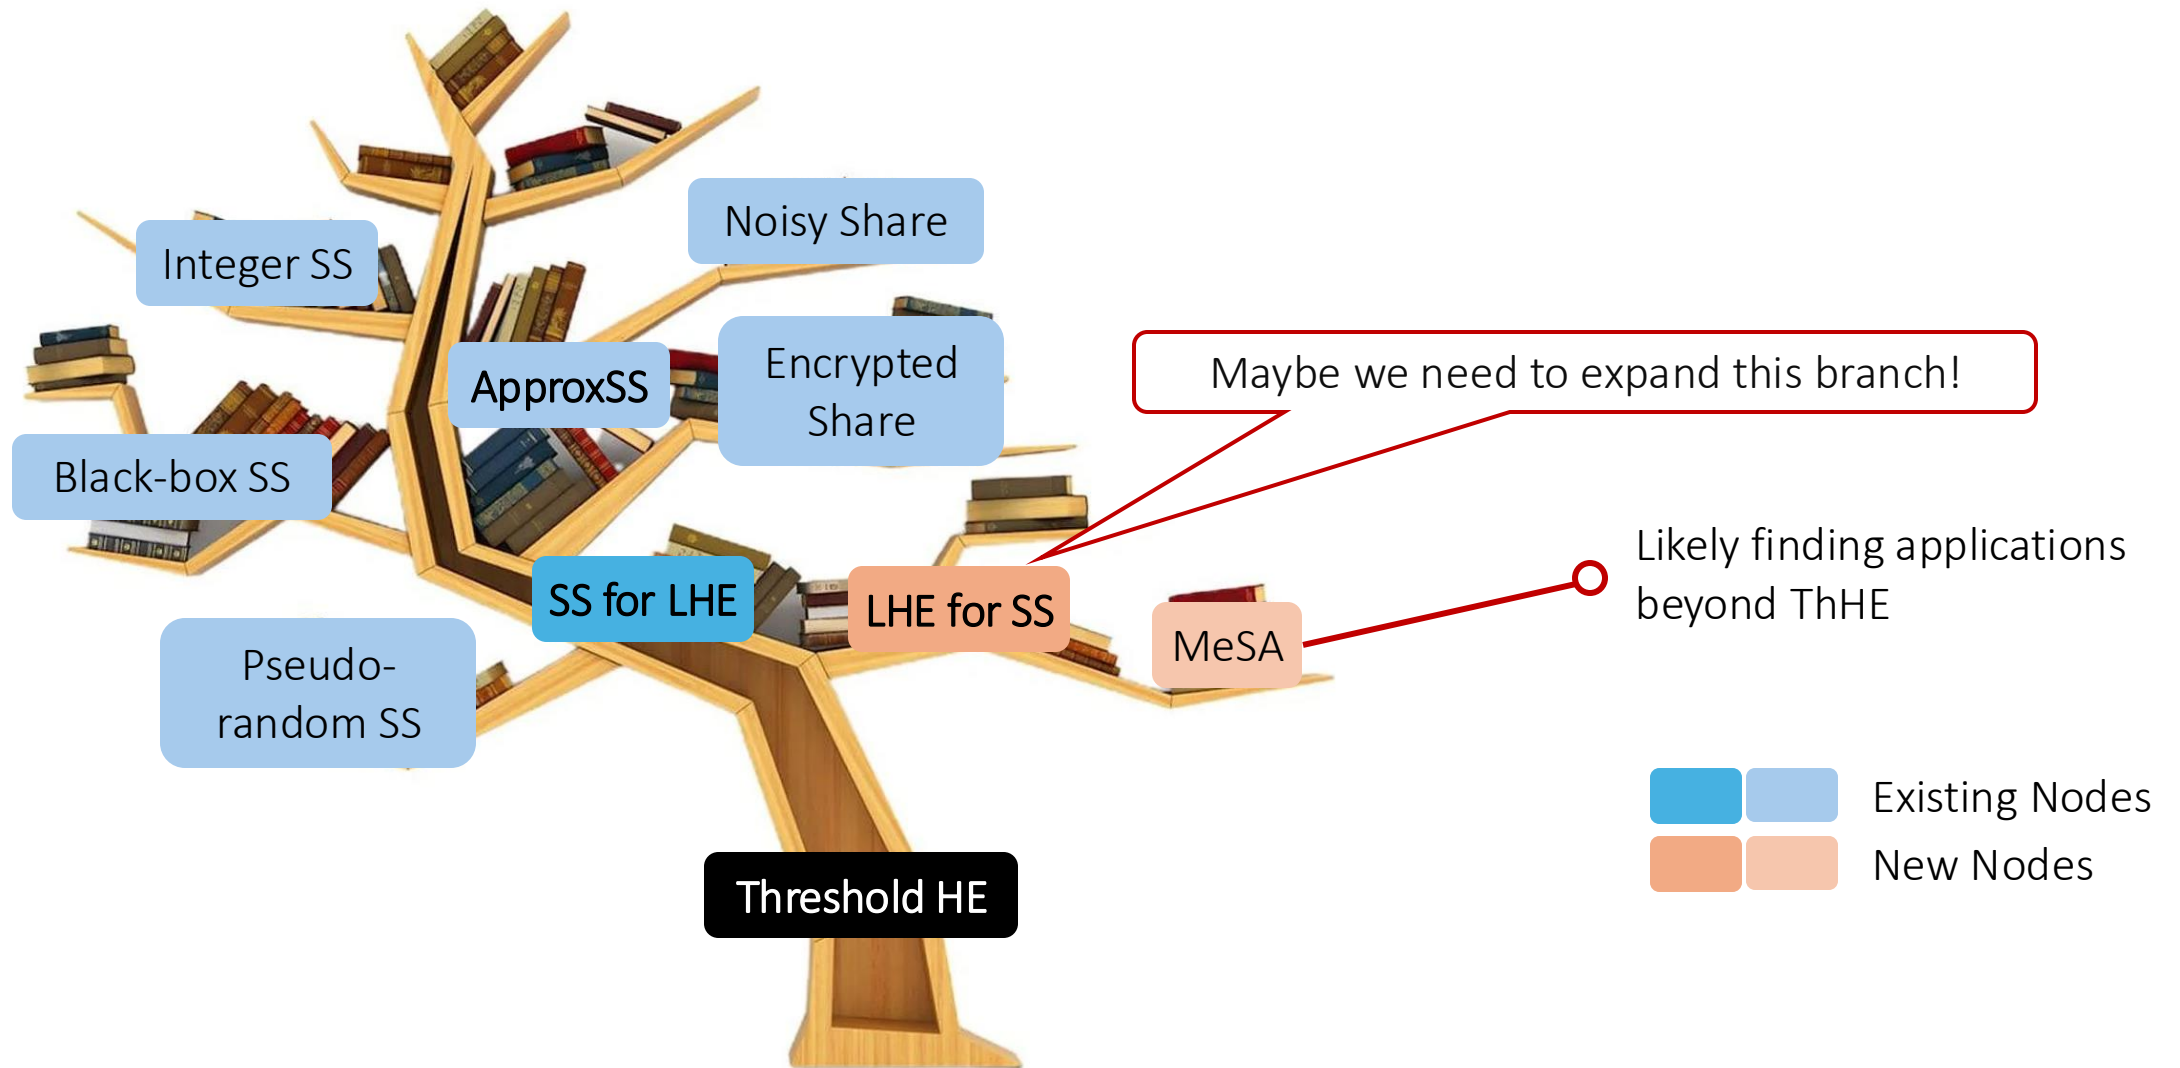 Noisy Share
Integer SS
Encrypted
Share
ApproxSS
Maybe we need to expand this branch!
Black-box SS
Likely finding applications
beyond ThHE
SS for LHE
LHE for SS
MeSA
Pseudo-
random SS
Existing Nodes
New Nodes
Threshold HE